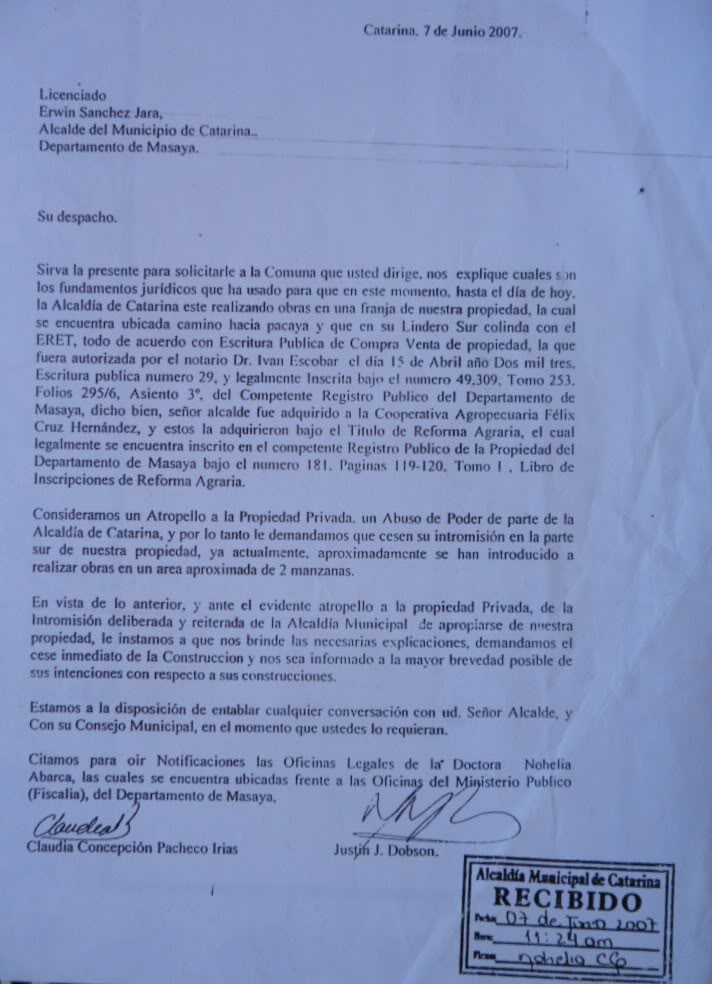 Catarina, 7 de Junio 2007.
Licenciado
Erwin Sanchez Jara,
Alcalde del Municipio de Catarina..
Departamento de Masaya.
Su despacho.
Sirva la presente para solicitarle a la Comuna que usted dirige, nos explique cuales son
los fundamentos jurídicos que ha usado para que en este momento, hasta el día de hoy,
la Alcaldía de Catarina este realizando obras en una franja de nuestra propiedad, la cual
se encuentra ubicada camino hacia pacaya y que en su Lindero Sur colinda con el
ERET, todo de acuerdo con Escritura Publica de Compra Venta de propiedad, la que
fuera autorizada por el notario Dr. Ivan Escobar el día 15 de Abril año Dos mil tres,
Escritura publica numero 29, y legalmente Inscrita bajo el numero 49,309, Tomo 253,
Folios 295/6, Asiento 3º, del Competente Registro Publico del Departamento de
Masaya, dicho bien, señor alcalde fue adquirido a la Cooperativa Agropecuaria Félix
Cruz Hernández, y estos la adquirieron bajo el Titulo de Reforma Agraria, el cual
legalmente se encuentra inscrito en el competente Registro Publico de la Propiedad del
Departamento de Masaya bajo el numero 181, Paginas 119-120, Tomo I , Libro de
Inscripciones de Reforma Agraria.
Consideramos un Atropello a la Propiedad Privada, un Abuso de Poder de parte de la
Alcaldía de Catarina, y por lo tanto le demandamos que cesen su intromisión en la parte
sur de nuestra propiedad, ya actualmente, aproximadamente se han introducido a
realizar obras en un area aproximada de 2 manzanas.
En vista de lo anterior, y ante el evidente atropello a la propiedad Privada, de la
Intromisión deliberada y reiterada de la Alcaldía Municipal de apropiarse de nuestra
propiedad, le instamos a que nos brinde las necesarias explicaciones, demandamos el
cese inmediato de la Construccion y nos sea informado a la mayor brevedad posible de
sus intenciones con respecto a sus construcciones.
Estamos a la disposición de entablar cualquier conversación con ud. Señor Alcalde, y
Con su Consejo Municipal, en el momento que ustedes lo requieran.
Citamos para oir Notificaciones las Oficinas Legales de la Doctora Nohelia
Abarca, las cuales se encuentra ubicadas frente a las Oficinas del Ministerio Publico
(Fiscalia), del Departamento de Masaya,
Claudia Concepción Pacheco Irias
Justin J. Dobson.
Alcaldía Municipal de Catarina
RECIBIDO
Fecha: 07 de Junio 2007
Hora: 11:24 am
Firma: Nohelia